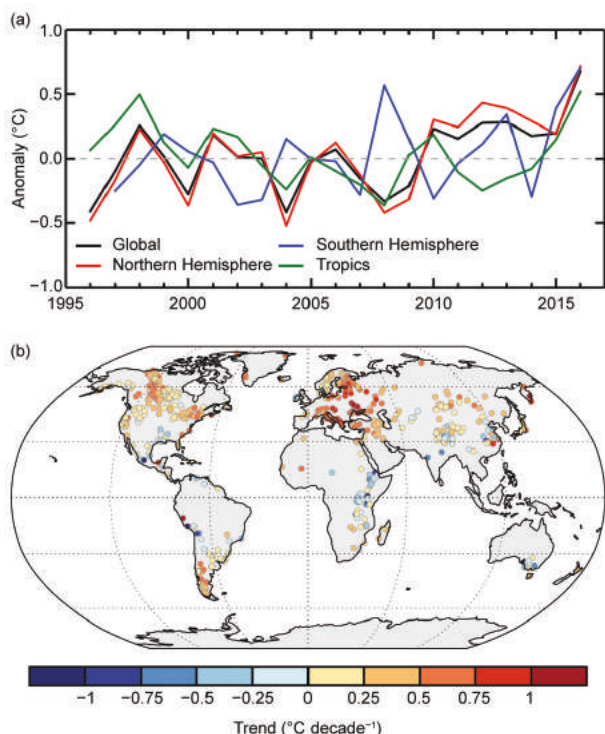 (a)
1.0
0.5
0.0
−0.5
−1.0
Anomaly (°C)
Global
Southern Hemisphere
Northern Hemisphere
Tropics
1995
2000
2005
2010
2015
(b)
−1
−0.75
−0.5
−0.25
0
0.25
0.5
0.75
1
Trend (°C decade⁻¹)